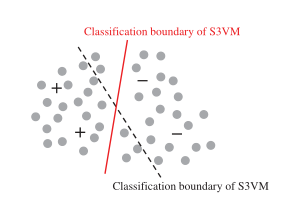 Classification boundary of S3VM
+
−
+
−
Classification boundary of S3VM